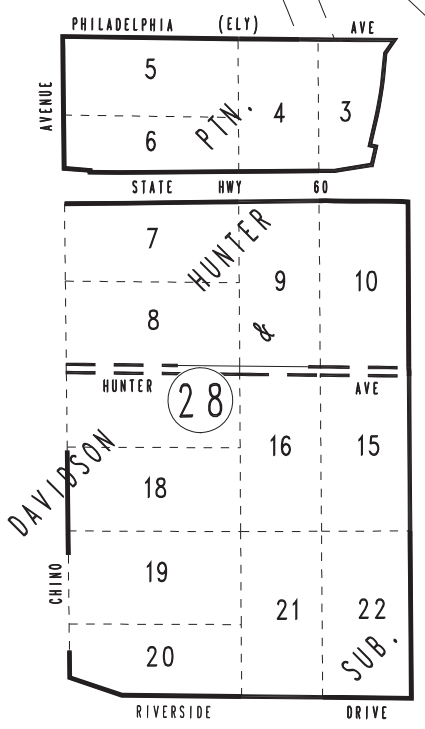 PHILADELPHIA (ELY) AVE
AVENUE
5
6
4
3
PTN.
STATE HWY 60
7
HUNTER
9
10
8
&
HUNTER AVE
28
16
15
DAVIDSON
18
CHINO
19
21
22
20
SUB.
RIVERSIDE DRIVE